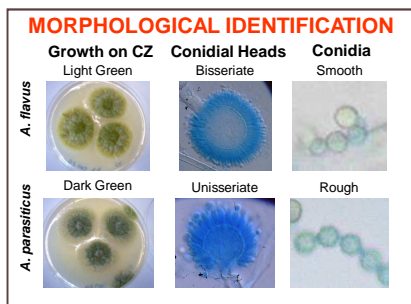 MORPHOLOGICAL IDENTIFICATION
Growth on CZ Conidial Heads Conidia
Light Green Bisseriate Smooth
A. flavus
Dark Green Unisseriate Rough
A. parasiticus